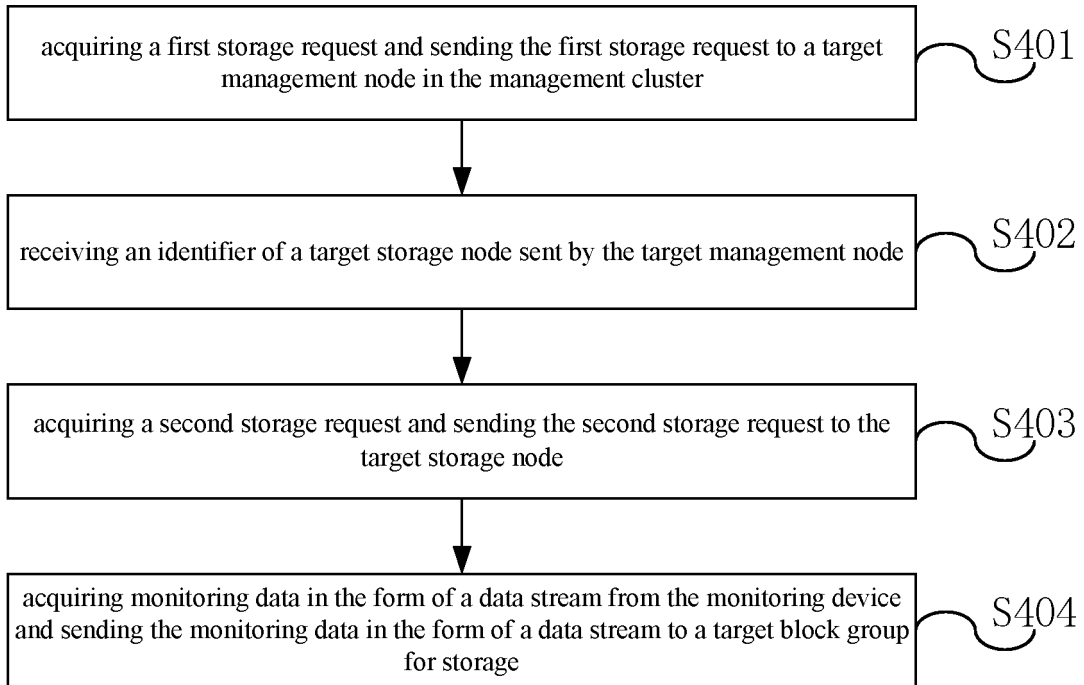 acquiring a first storage request and sending the first storage request to a target
management node in the management cluster
S401
receiving an identifier of a target storage node sent by the target management node
S402
acquiring a second storage request and sending the second storage request to the
target storage node
S403
acquiring monitoring data in the form of a data stream from the monitoring device
and sending the monitoring data in the form of a data stream to a target block group
for storage
S404